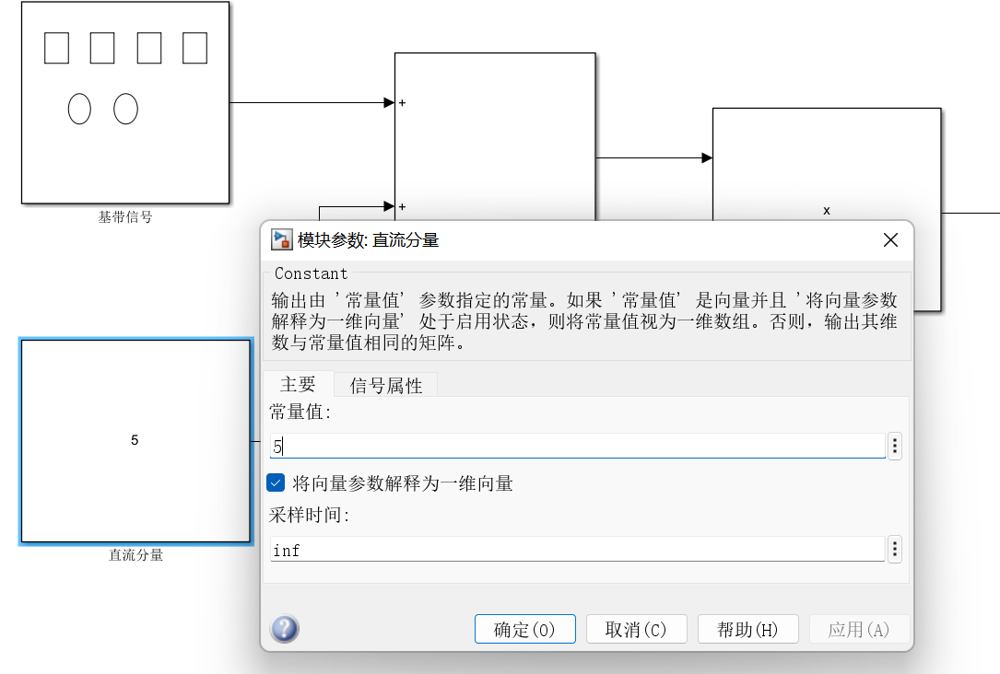 +
基带信号
+
x
模块参数: 直流分量
Constant
输出由 '常量值' 参数指定的常量。如果 '常量值' 是向量并且 '将向量参数
解释为一维向量' 处于启用状态，则将常量值视为一维数组。否则，输出其维
数与常量值相同的矩阵。
主要 信号属性
常量值:
5
5
将向量参数解释为一维向量
采样时间:
inf
直流分量
确定(O) 取消(C) 帮助(H) 应用(A)